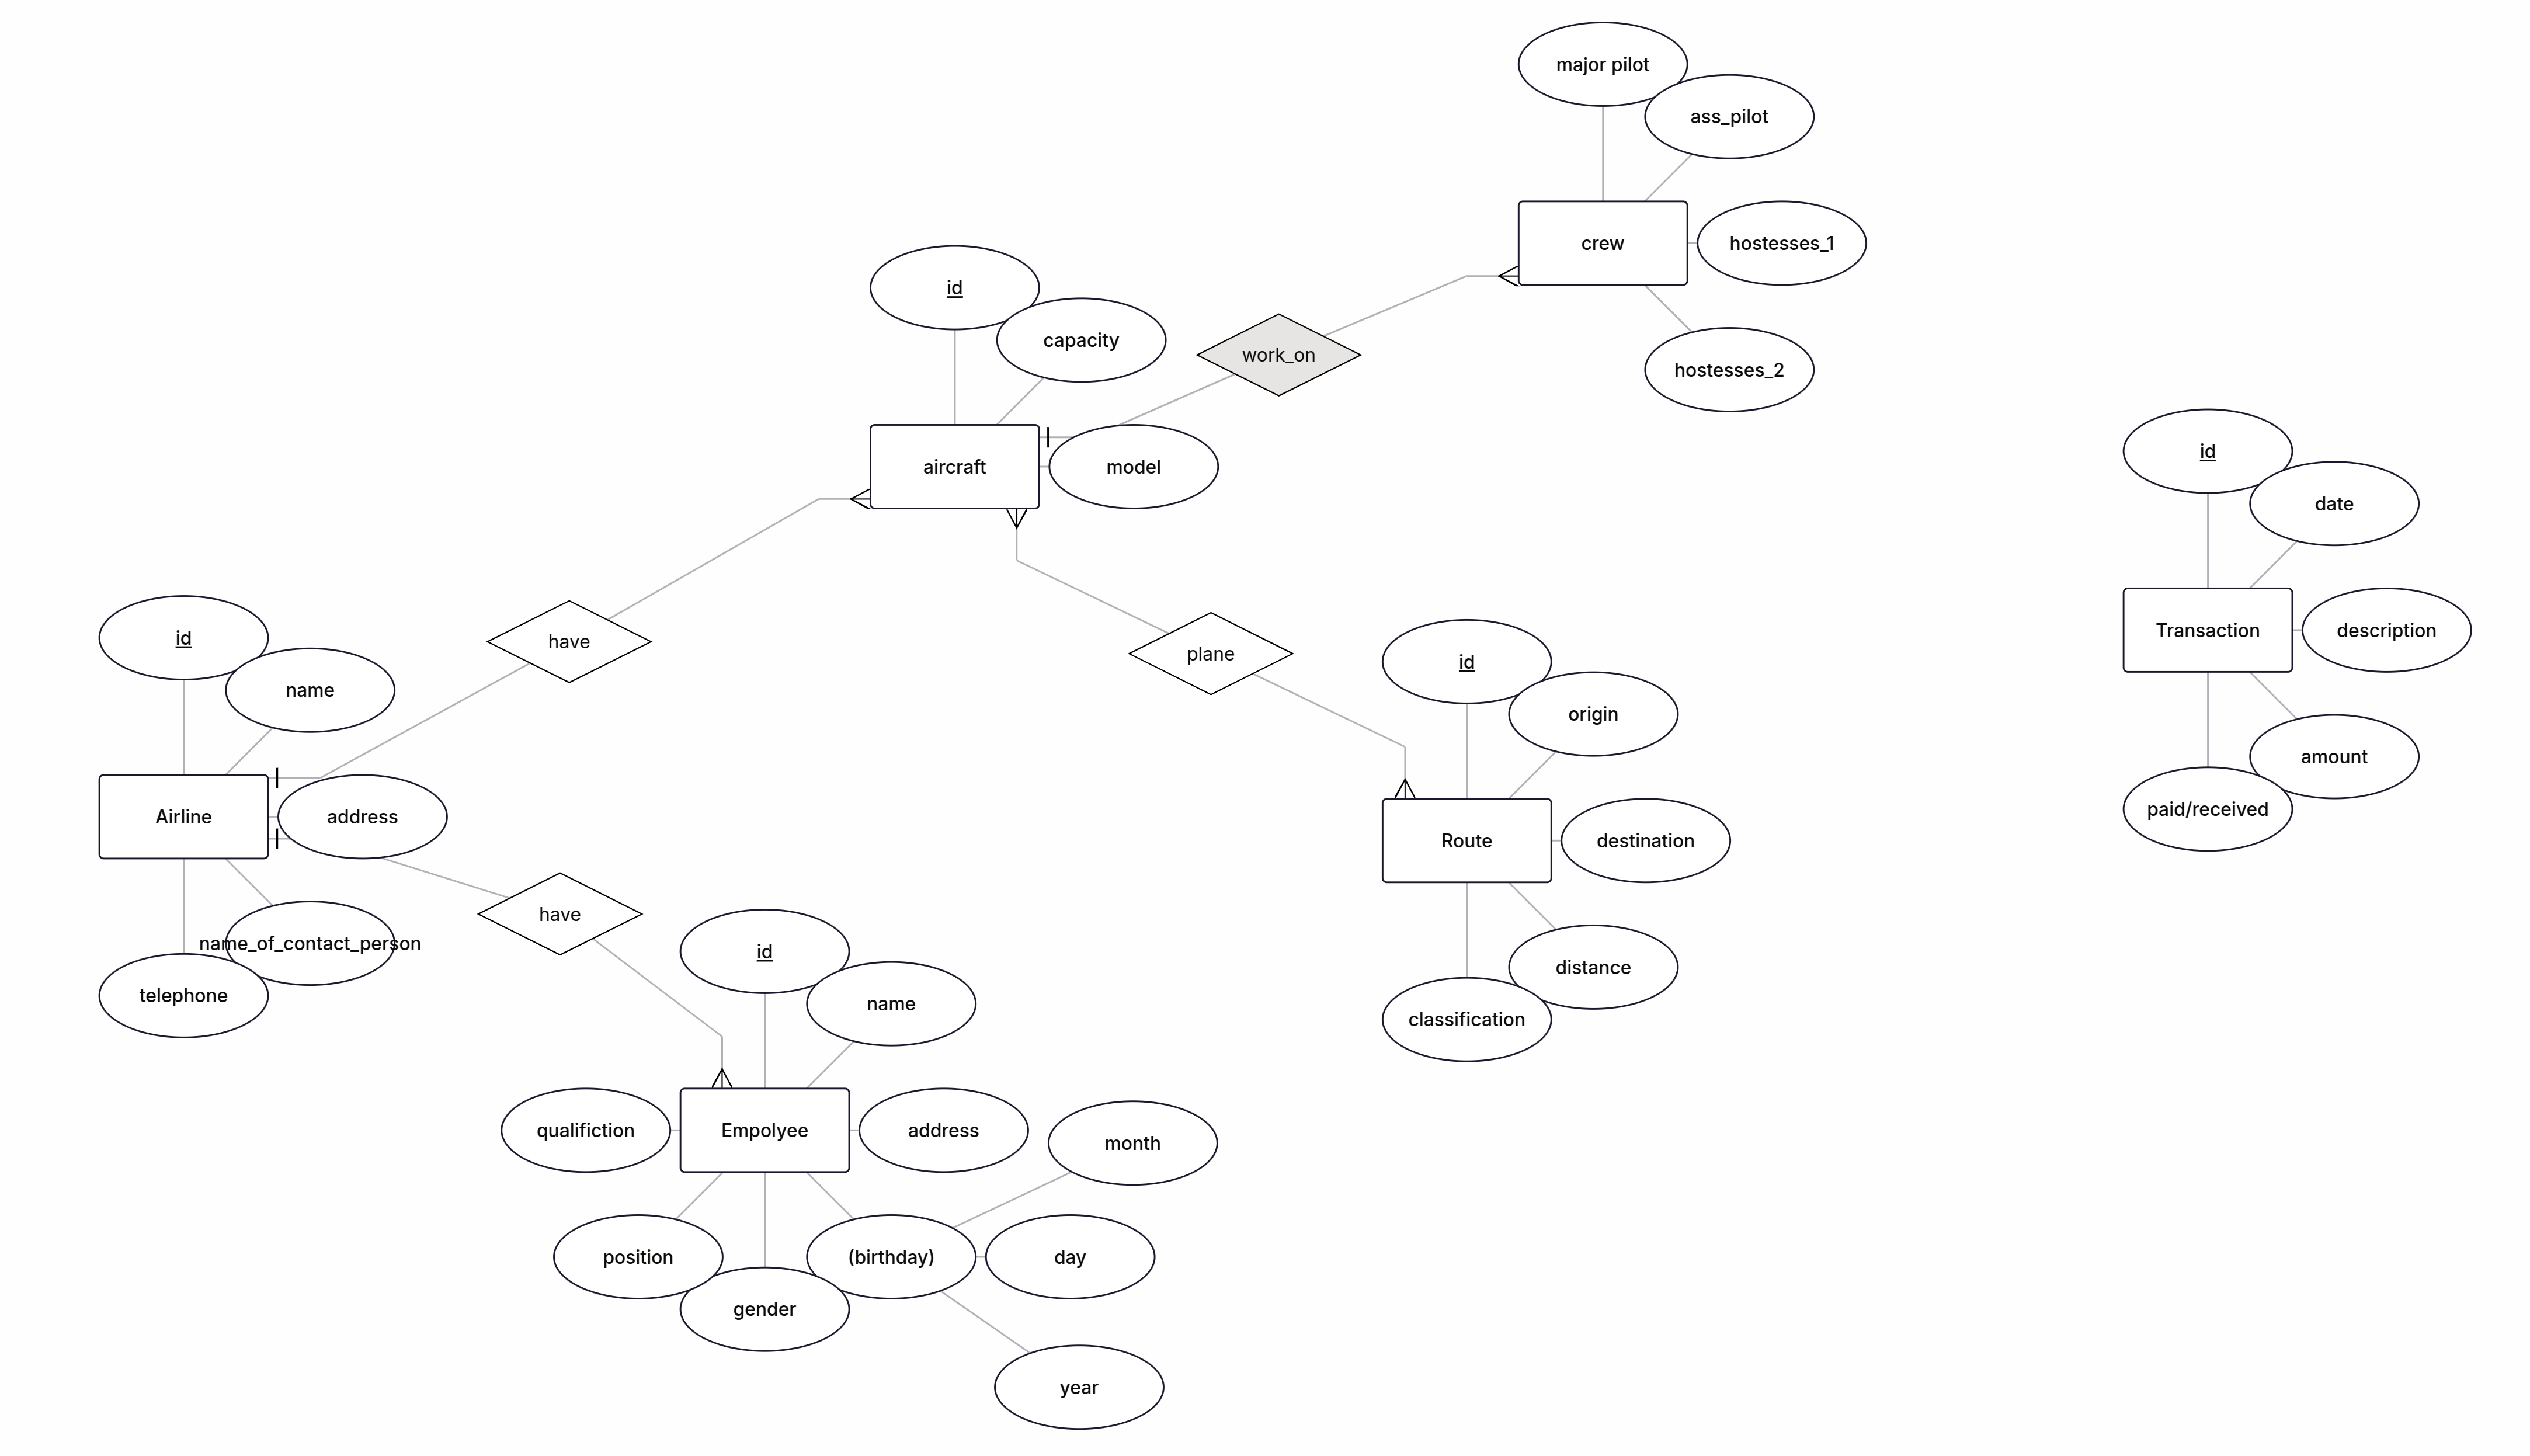 major pilot
ass_pilot
crew
hostesses_1
hostesses_2
id
capacity
work_on
aircraft
model
id
date
Transaction
description
amount
paid/received
have
plane
id
name
Airline
address
name_of_contact_person
telephone
id
origin
Route
destination
distance
classification
have
id
name
qualifiction
Empolyee
address
month
position
(birthday)
day
gender
year